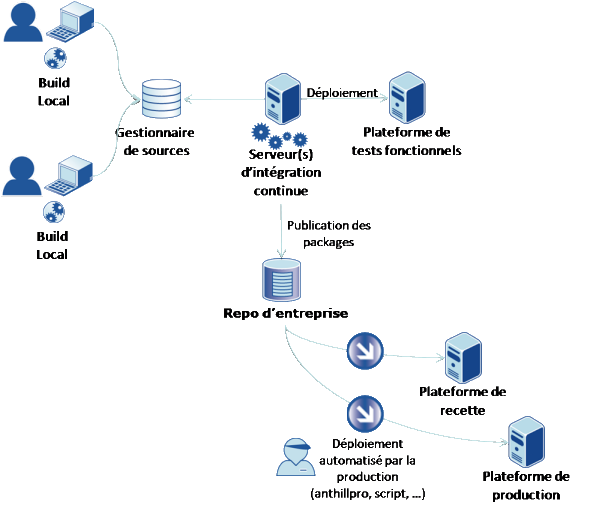 Build
Local
Gestionnaire
de sources
Déploiement
Serveur(s)
d'intégration
continue
Plateforme de
tests fonctionnels
Build
Local
Publication des
packages
Repo d'entreprise
Plateforme de
recette
Déploiement
automatisé par la
production
(anthillpro, script, ...)
Plateforme de
production